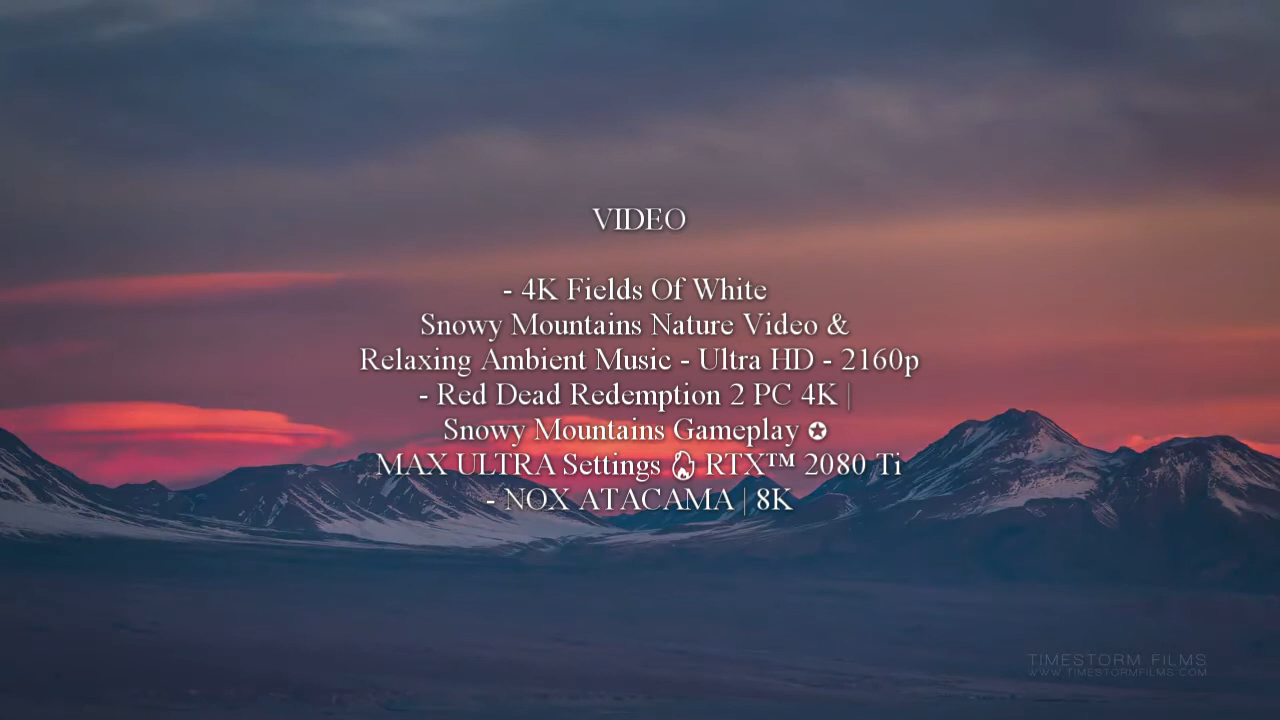 VIDEO
- 4K Fields Of White
Snowy Mountains Nature Video &
Relaxing Ambient Music - Ultra HD - 2160p
- Red Dead Redemption 2 PC 4K |
Snowy Mountains Gameplay ✪
MAX ULTRA Settings 🔥 RTX™ 2080 Ti
- NOX ATACAMA | 8K
TIMESTORM FILMS
WWW.TIMESTORMFILMS.COM